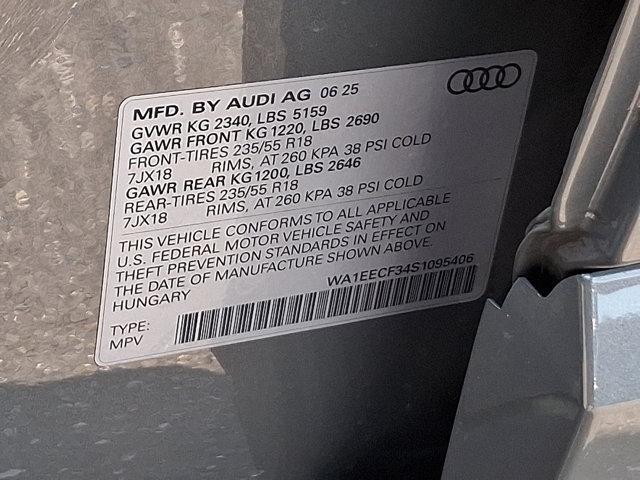 MFD. BY AUDI AG 06 25
GVWR KG 2340, LBS 5159
GAWR FRONT KG 1220, LBS 2690
FRONT-TIRES 235/55 R18
7JX18 RIMS, AT 260 KPA 38 PSI COLD
GAWR REAR KG 1200, LBS 2646
REAR-TIRES 235/55 R18
7JX18 RIMS, AT 260 KPA 38 PSI COLD
THIS VEHICLE CONFORMS TO ALL APPLICABLE
U.S. FEDERAL MOTOR VEHICLE SAFETY AND
THEFT PREVENTION STANDARDS IN EFFECT ON
THE DATE OF MANUFACTURE SHOWN ABOVE.
HUNGARY
WA1EECF34S1095406
TYPE:
MPV